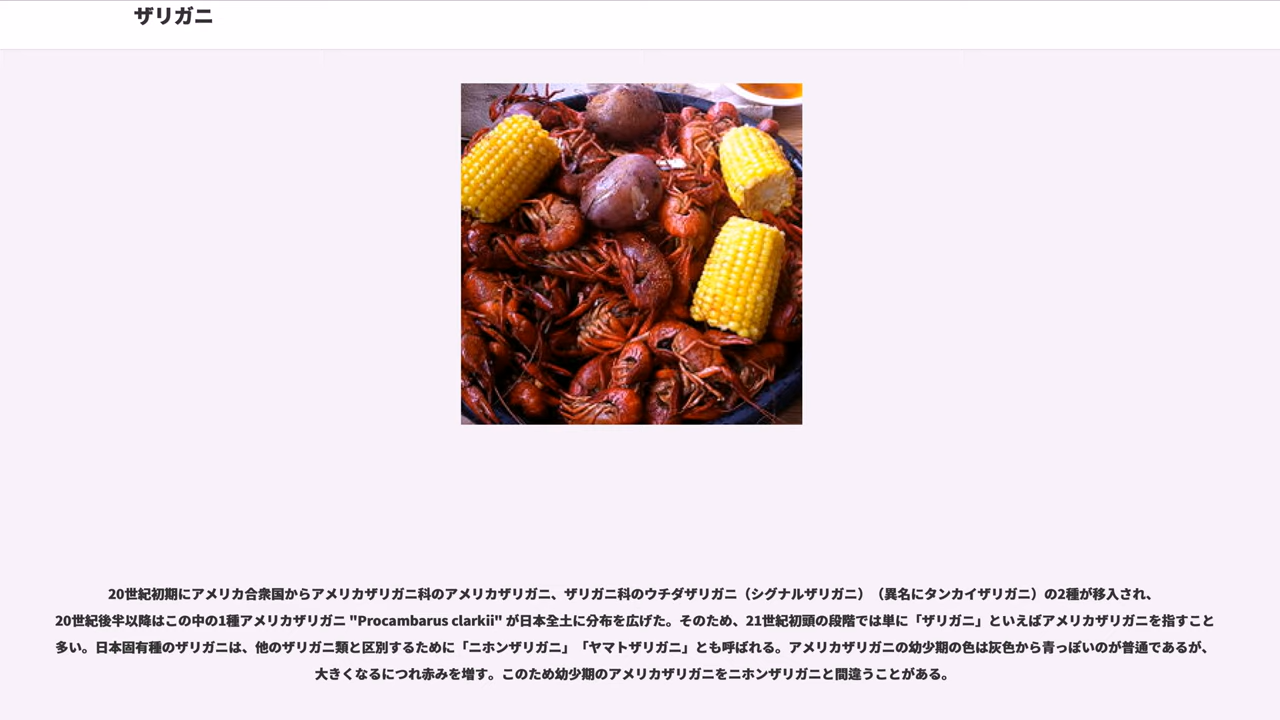 ザリガニ
20世紀初期にアメリカ合衆国からアメリカザリガニ科のアメリカザリガニ、ザリガニ科のウチダザリガニ（シグナルザリガニ）（異名にタンカイザリガニ）の2種が移入され、
20世紀後半以降はこの中の1種アメリカザリガニ "Procambarus clarkii" が日本全土に分布を広げた。そのため、21世紀初頭の段階では単に「ザリガニ」といえばアメリカザリガニを指すこと
多い。日本固有種のザリガニは、他のザリガニ類と区別するために「ニホンザリガニ」「ヤマトザリガニ」とも呼ばれる。アメリカザリガニの幼少期の色は灰色から青っぽいのが普通であるが、
大きくなるにつれ赤みを増す。このため幼少期のアメリカザリガニをニホンザリガニと間違うことがある。